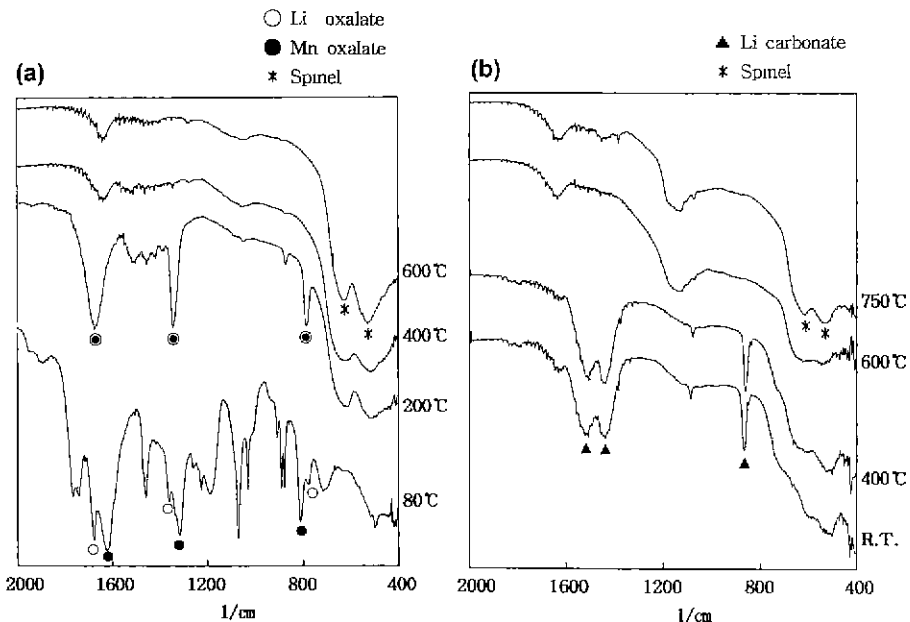 ○ Li oxalate
● Mn oxalate
* Spinel
(a)
600℃
400℃
200℃
80℃
2000 1600 1200 800 400
1/cm
▲ Li carbonate
* Spinel
(b)
750℃
600℃
400℃
R.T.
2000 1600 1200 800 400
1/cm